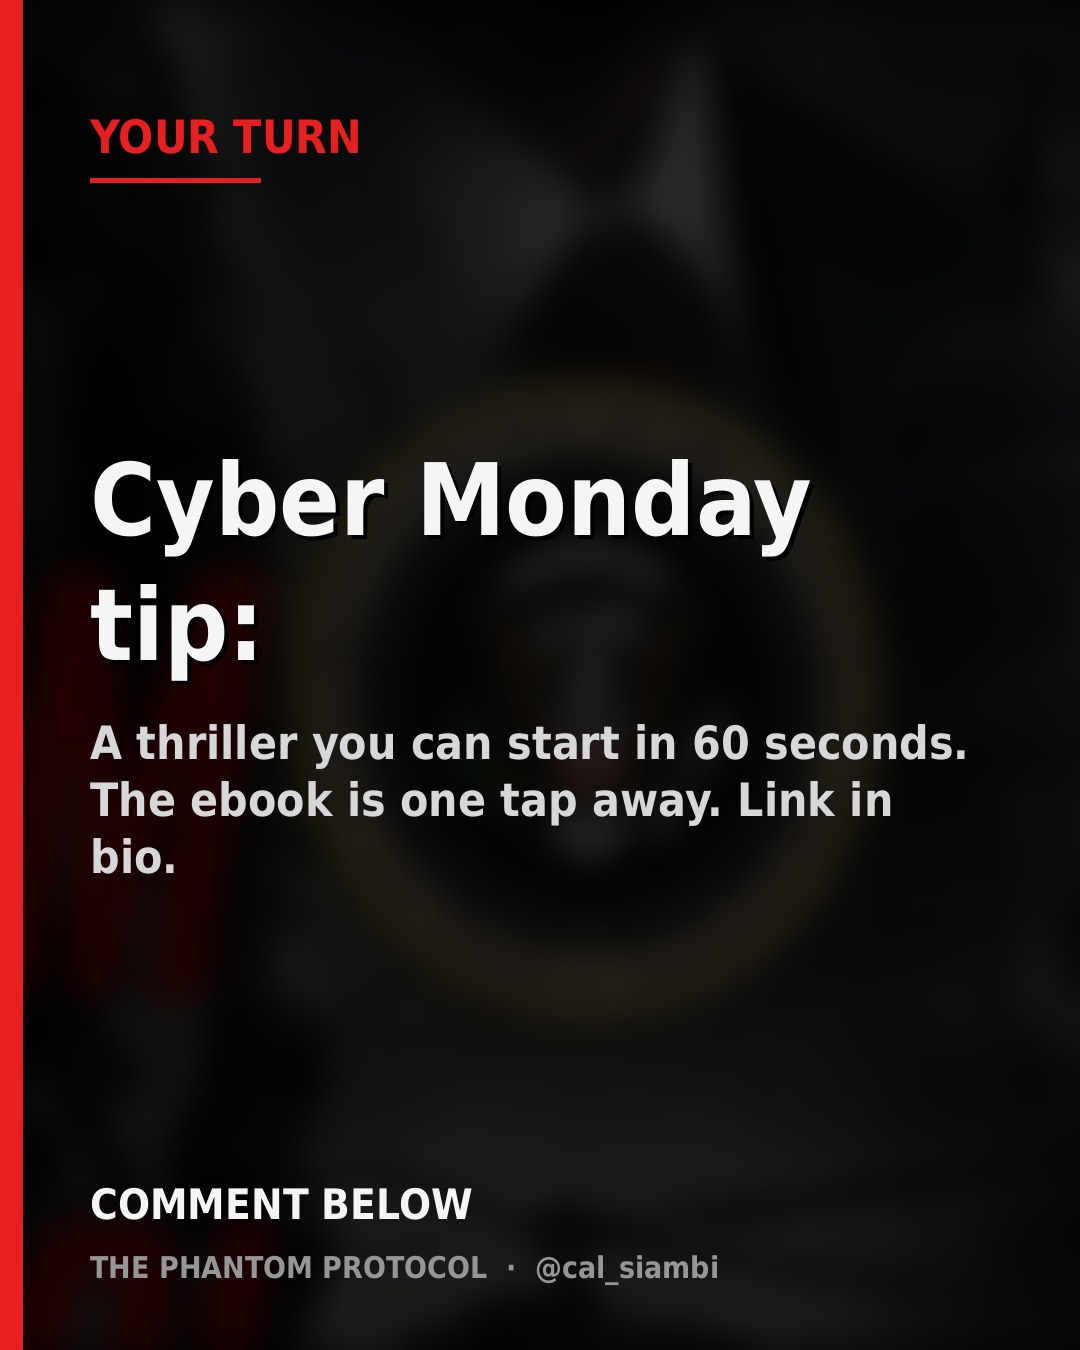 YOUR TURN
Cyber Monday
tip:
A thriller you can start in 60 seconds.
The ebook is one tap away. Link in
bio.
COMMENT BELOW
THE PHANTOM PROTOCOL · @cal_siambi